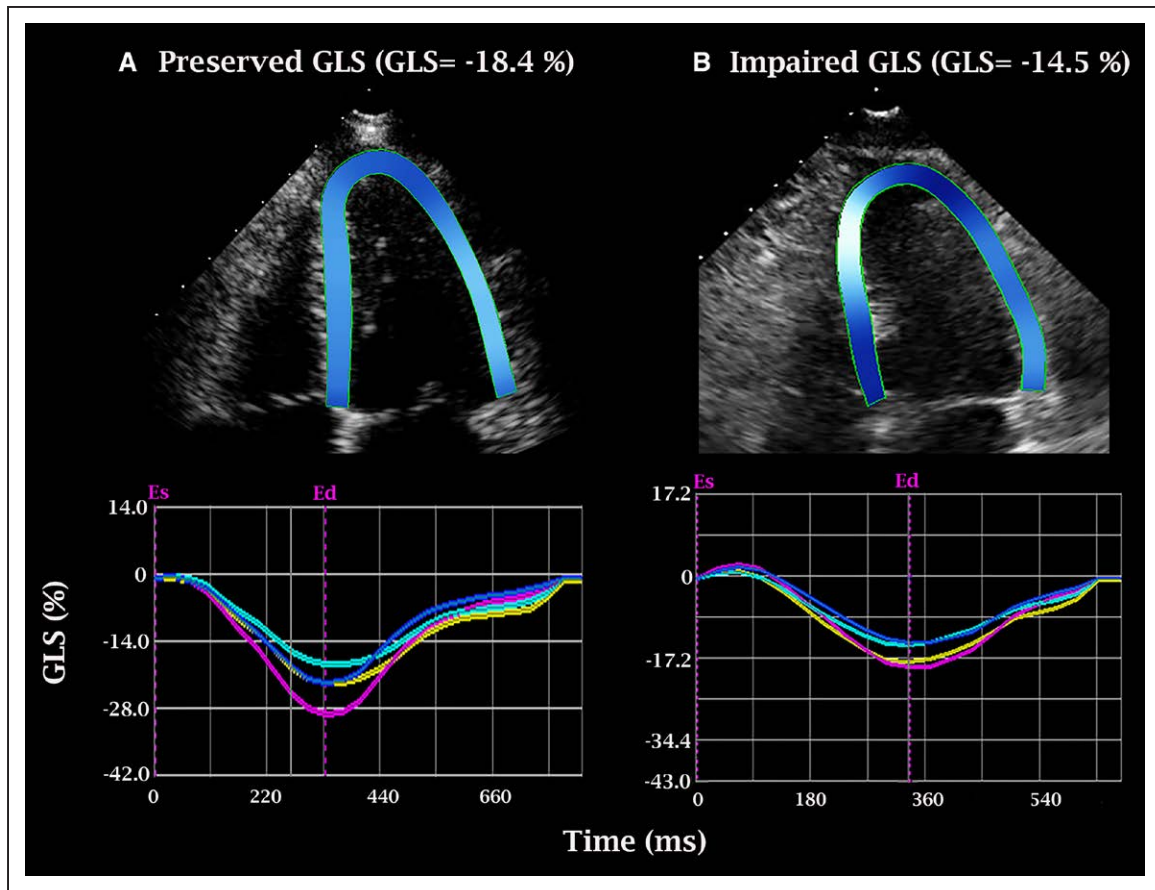 A Preserved GLS (GLS= -18.4 %)
B Impaired GLS (GLS= -14.5 %)
Es
Ed
14.0
0
-14.0
-28.0
-42.0
0
220
440
660
GLS (%)
Es
Ed
17.2
0
-17.2
-34.4
-43.0
0
180
360
540
Time (ms)